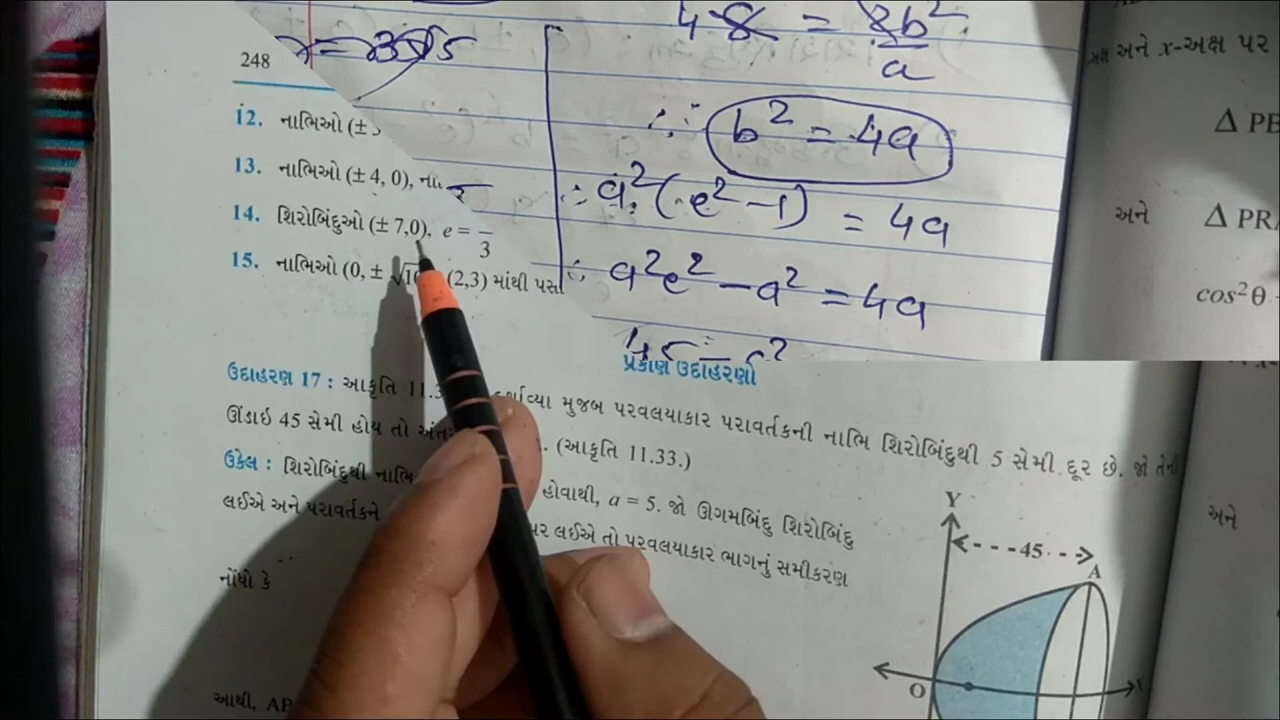 248
12. નાભિઓ (±
13. નાભિઓ (± 4, 0),
14. શિરોબિંદુઓ (± 7,0), e = 3
15. નાભિઓ (0, ± √10 (2,3) માંથી પસા
48 = 8b²
a
∴ b² = 4a
∴ a²(e² − 1) = 4a
∴ a²e² − a² = 4a
પ્રકીર્ણ ઉદાહરણો
ઉદાહરણ 17 : આકૃતિ 11.3 દર્શાવ્યા મુજબ પરવલયાકાર પરાવર્તકની નાભિ શિરોબિંદુથી 5 સેમી દૂર છે. જો તેની
ઊંડાઇ 45 સેમી હોય તો (આકૃતિ 11.33.)
ઉકેલ : શિરોબિંદુથી નાભિ હોવાથી, a = 5. જો ઊગમબિંદુ શિરોબિંદુ
લઈએ અને પરાવર્તકને પર લઈએ તો પરવલયાકાર ભાગનું સમીકરણ
નોંધો કે
આથી, AB
Y
45
A
O
X
અને x-અક્ષ પર
Δ PE
અને Δ PRA
cos²θ
અને